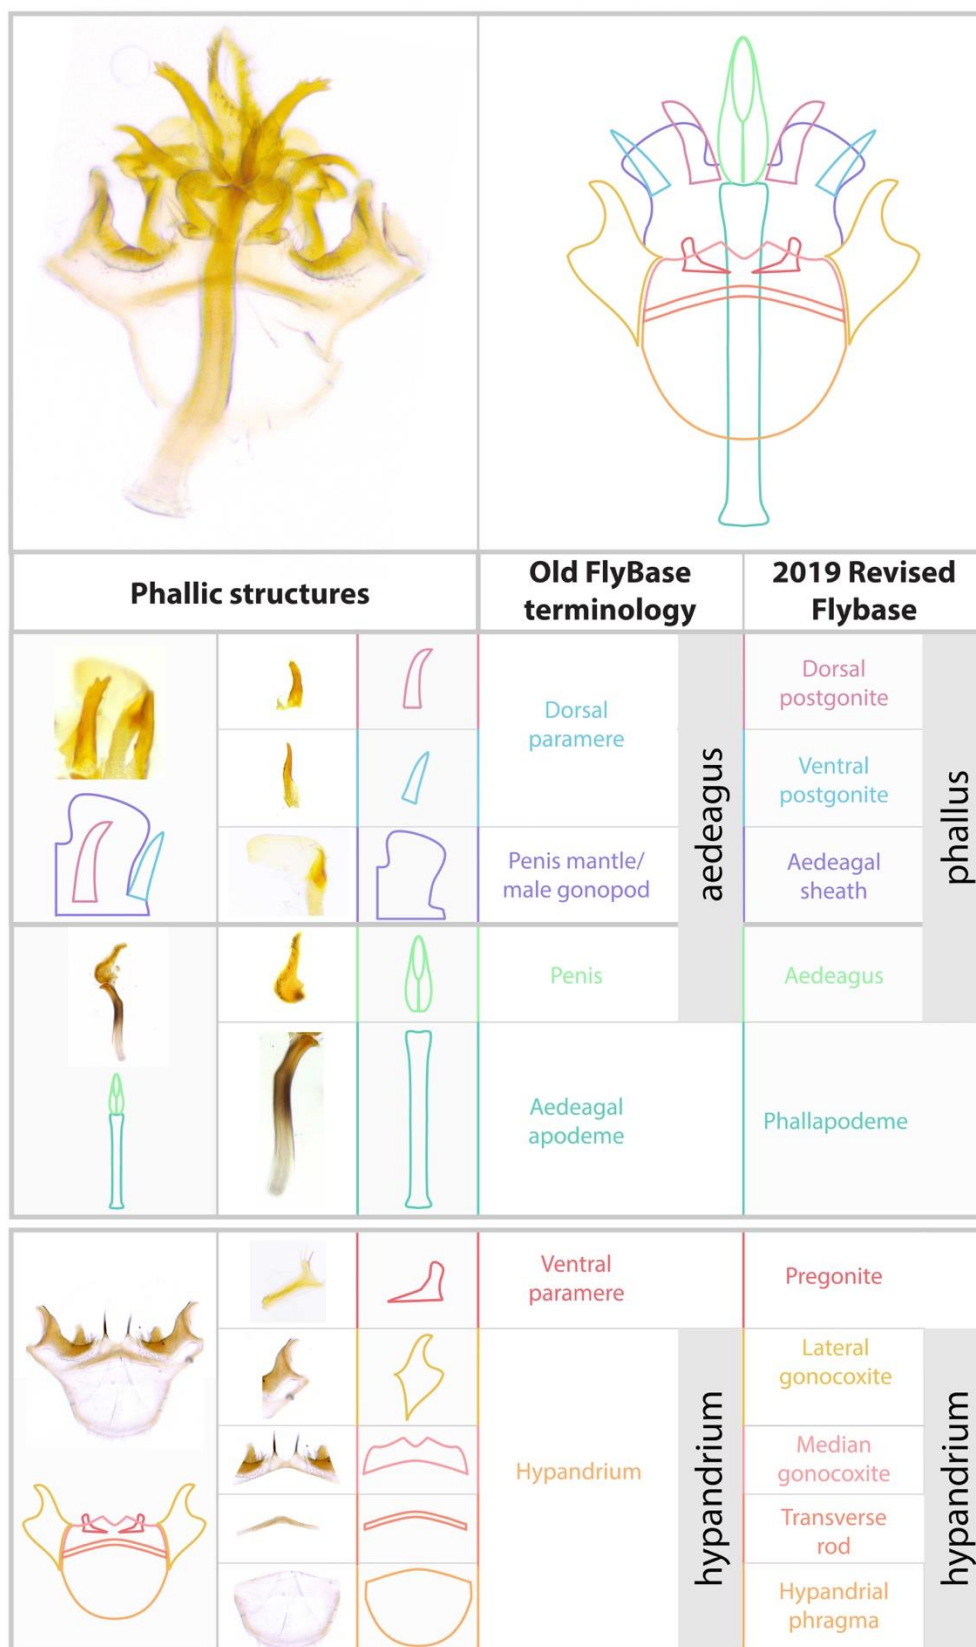 Phallic structures
Old FlyBase
terminology
2019 Revised
Flybase
Dorsal
paramere
aedeagus
Dorsal
postgonite
phallus
Ventral
postgonite
Penis mantle/
male gonopod
Aedeagal
sheath
Penis
Aedeagus
Aedeagal
apodeme
Phallapodeme
Ventral
paramere
Pregonite
Hypandrium
hypandrium
Lateral
gonocoxite
hypandrium
Median
gonocoxite
Transverse
rod
Hypandrial
phragma